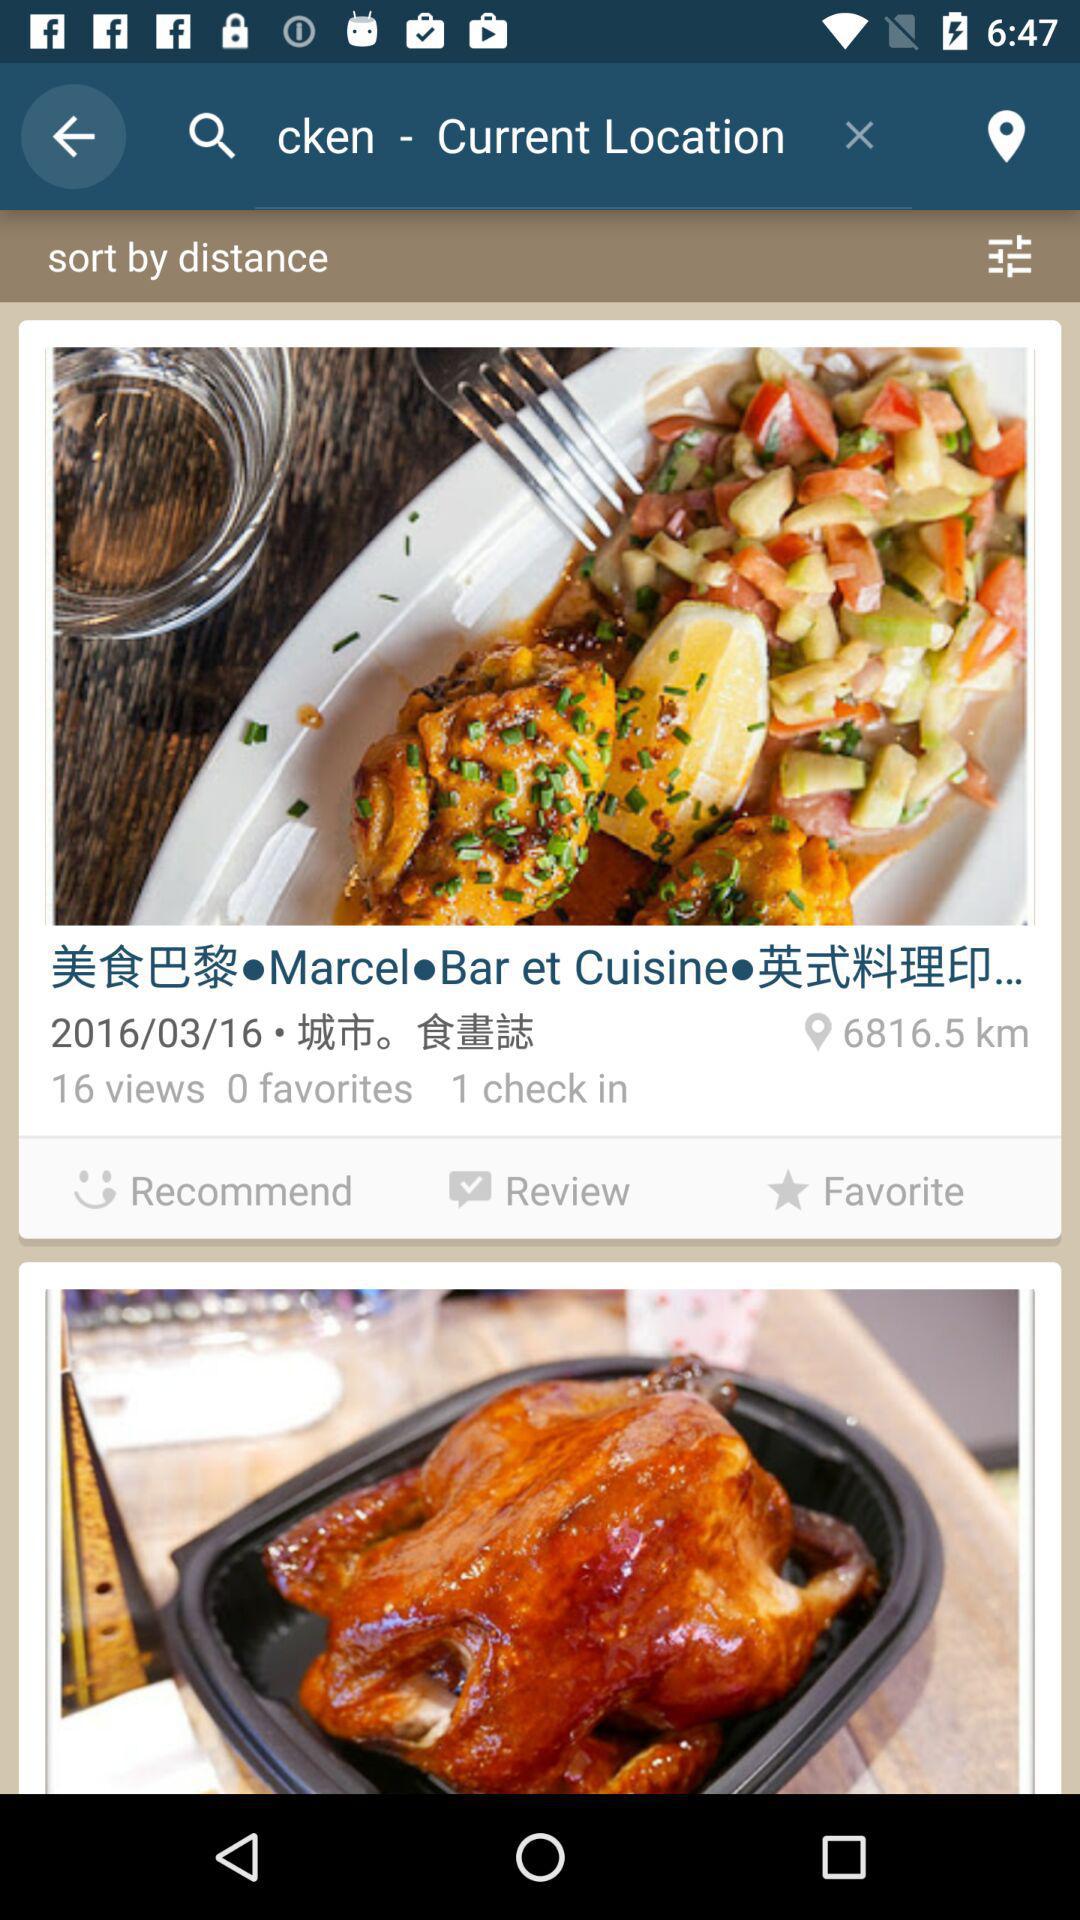 6:47
cken - Current Location
sort by distance
美食巴黎●Marcel●Bar et Cuisine●英式料理印...
2016/03/16 • 城市。食畫誌 6816.5 km
16 views 0 favorites 1 check in
Recommend Review Favorite